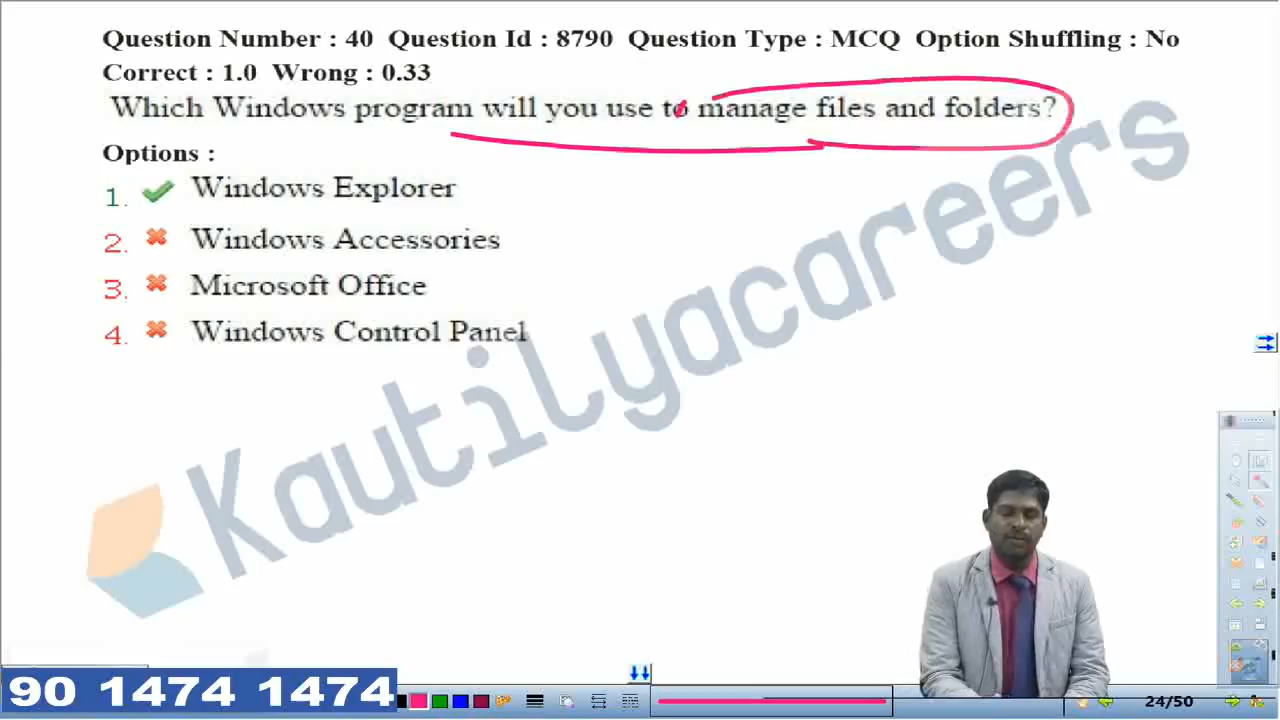 Question Number : 40 Question Id : 8790 Question Type : MCQ Option Shuffling : No
Correct : 1.0 Wrong : 0.33
Which Windows program will you use to manage files and folders?
Options :
1. Windows Explorer
2. Windows Accessories
3. Microsoft Office
4. Windows Control Panel
Kautilyacareers
90 1474 1474
24/50